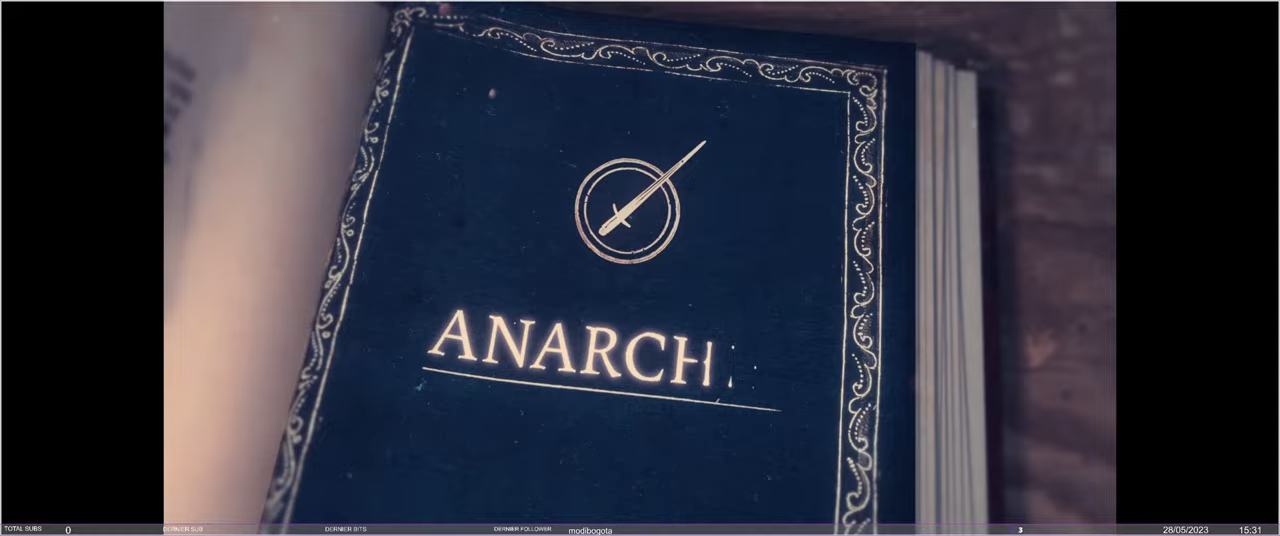 ANARCH
TOTAL SUBS 0 DERNIER SUB DERNIER BITS DERNIER FOLLOWER modibogota 3 28/05/2023 15:31